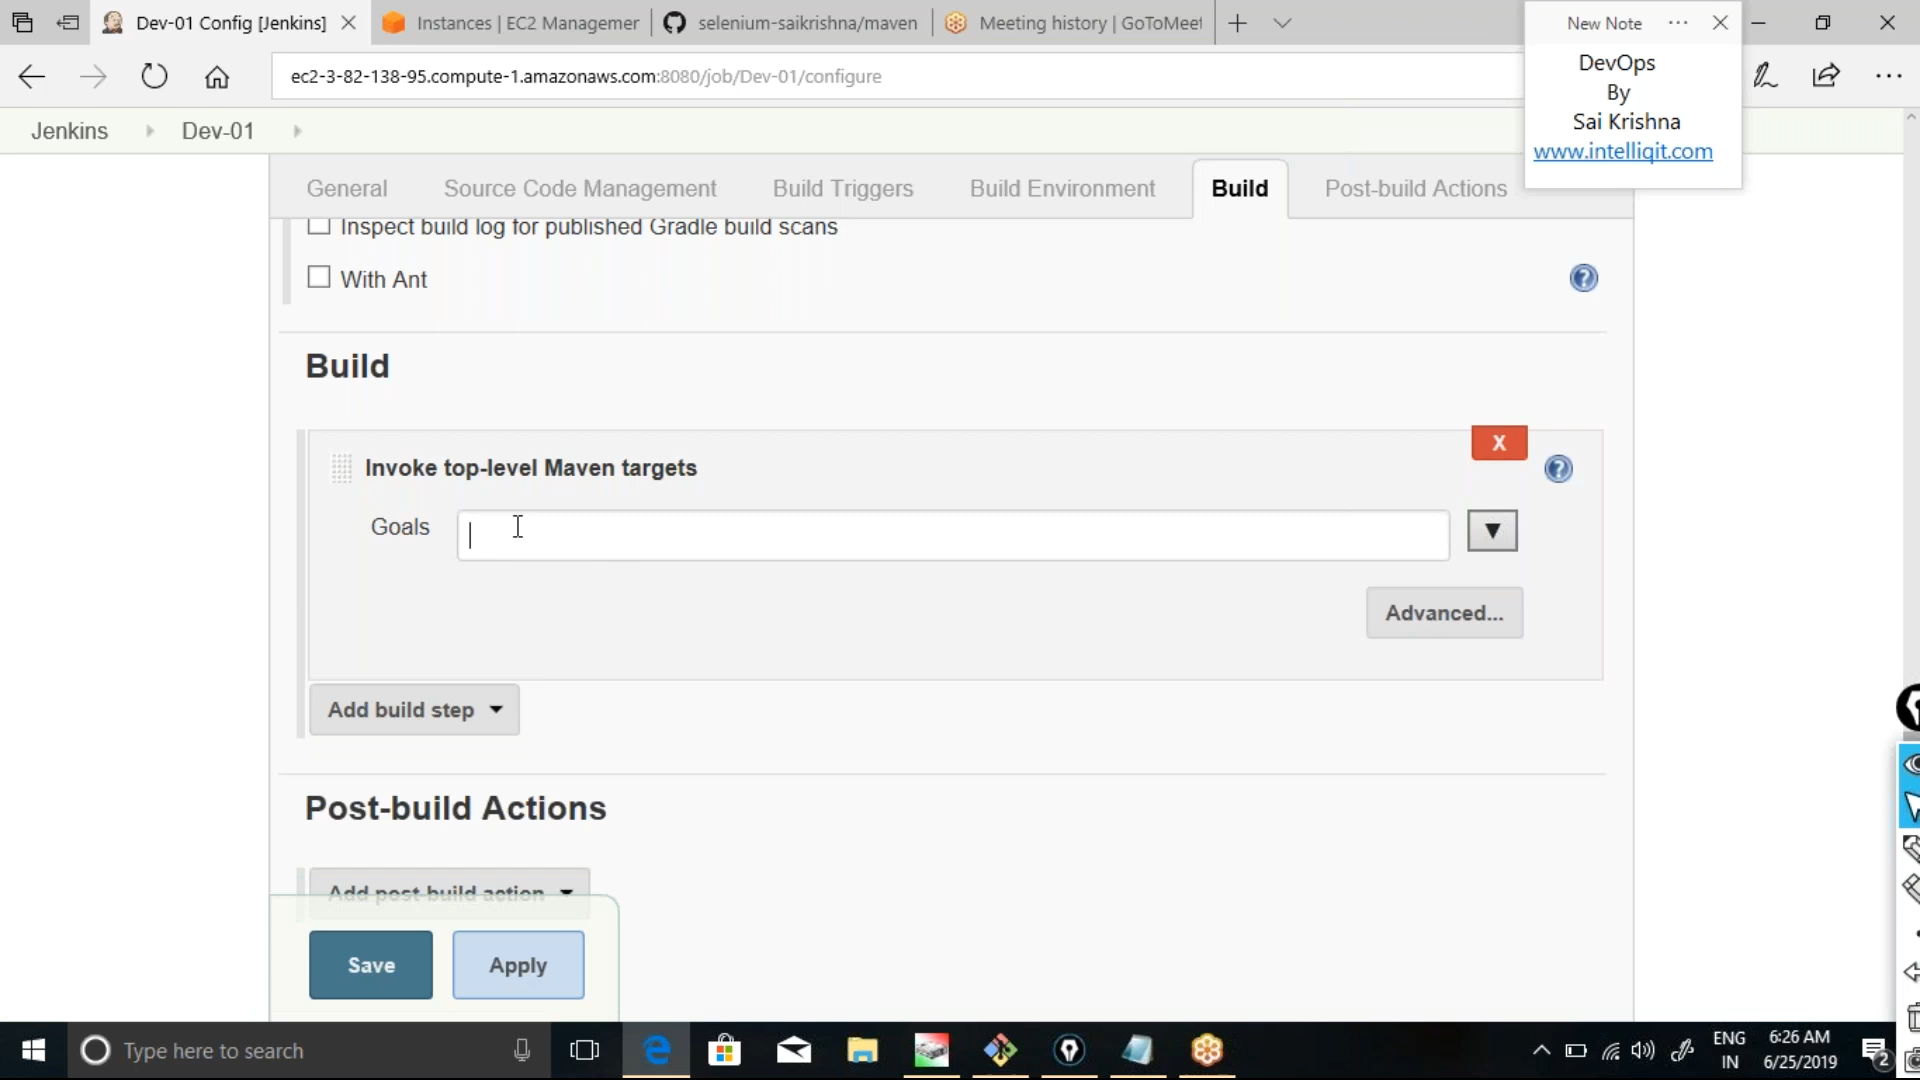 Dev-01 Config [Jenkins]
Instances | EC2 Managemer
selenium-saikrishna/maven
Meeting history | GoToMeet
New Note
DevOps
By
Sai Krishna
www.intelliqit.com
ec2-3-82-138-95.compute-1.amazonaws.com:8080/job/Dev-01/configure
Jenkins
Dev-01
General
Source Code Management
Build Triggers
Build Environment
Build
Post-build Actions
Inspect build log for published Gradle build scans
With Ant
Build
Invoke top-level Maven targets
X
Goals
Advanced...
Add build step
Post-build Actions
Add post-build action
Save
Apply
Type here to search
ENG
IN
6:26 AM
6/25/2019
2